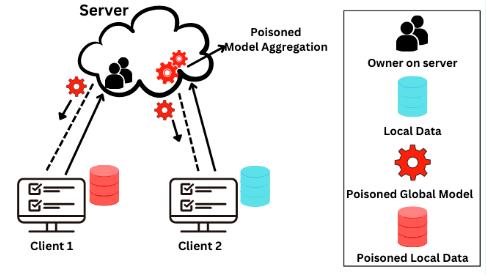 Server
Poisoned
Model Aggregation
Client 1
Client 2
Owner on server
Local Data
Poisoned Global Model
Poisoned Local Data